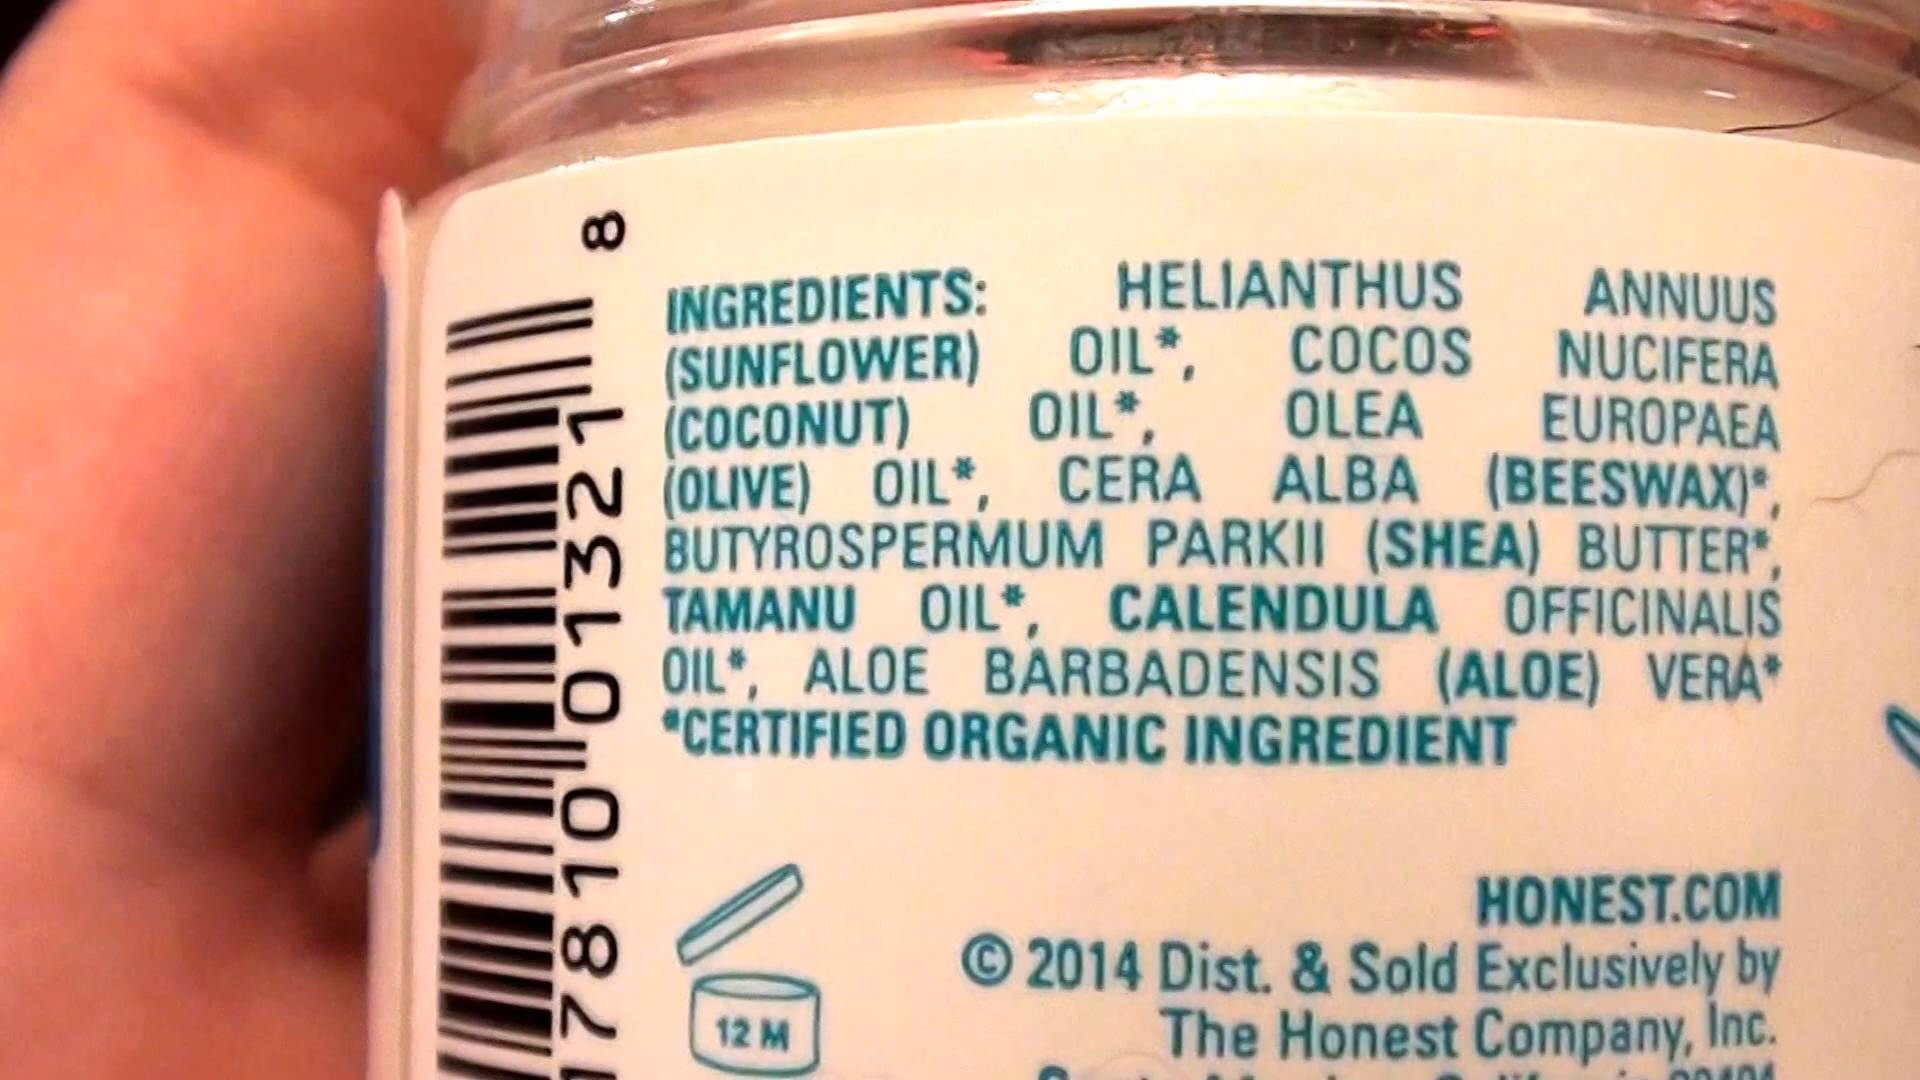 INGREDIENTS: HELIANTHUS ANNUUS
(SUNFLOWER) OIL*, COCOS NUCIFERA
(COCONUT) OIL*, OLEA EUROPAEA
(OLIVE) OIL*, CERA ALBA (BEESWAX)*,
BUTYROSPERMUM PARKII (SHEA) BUTTER*,
TAMANU OIL*, CALENDULA OFFICINALIS
OIL*, ALOE BARBADENSIS (ALOE) VERA*
*CERTIFIED ORGANIC INGREDIENT
HONEST.COM
© 2014 Dist. & Sold Exclusively by
The Honest Company, Inc.
12 M
7810 01321 8